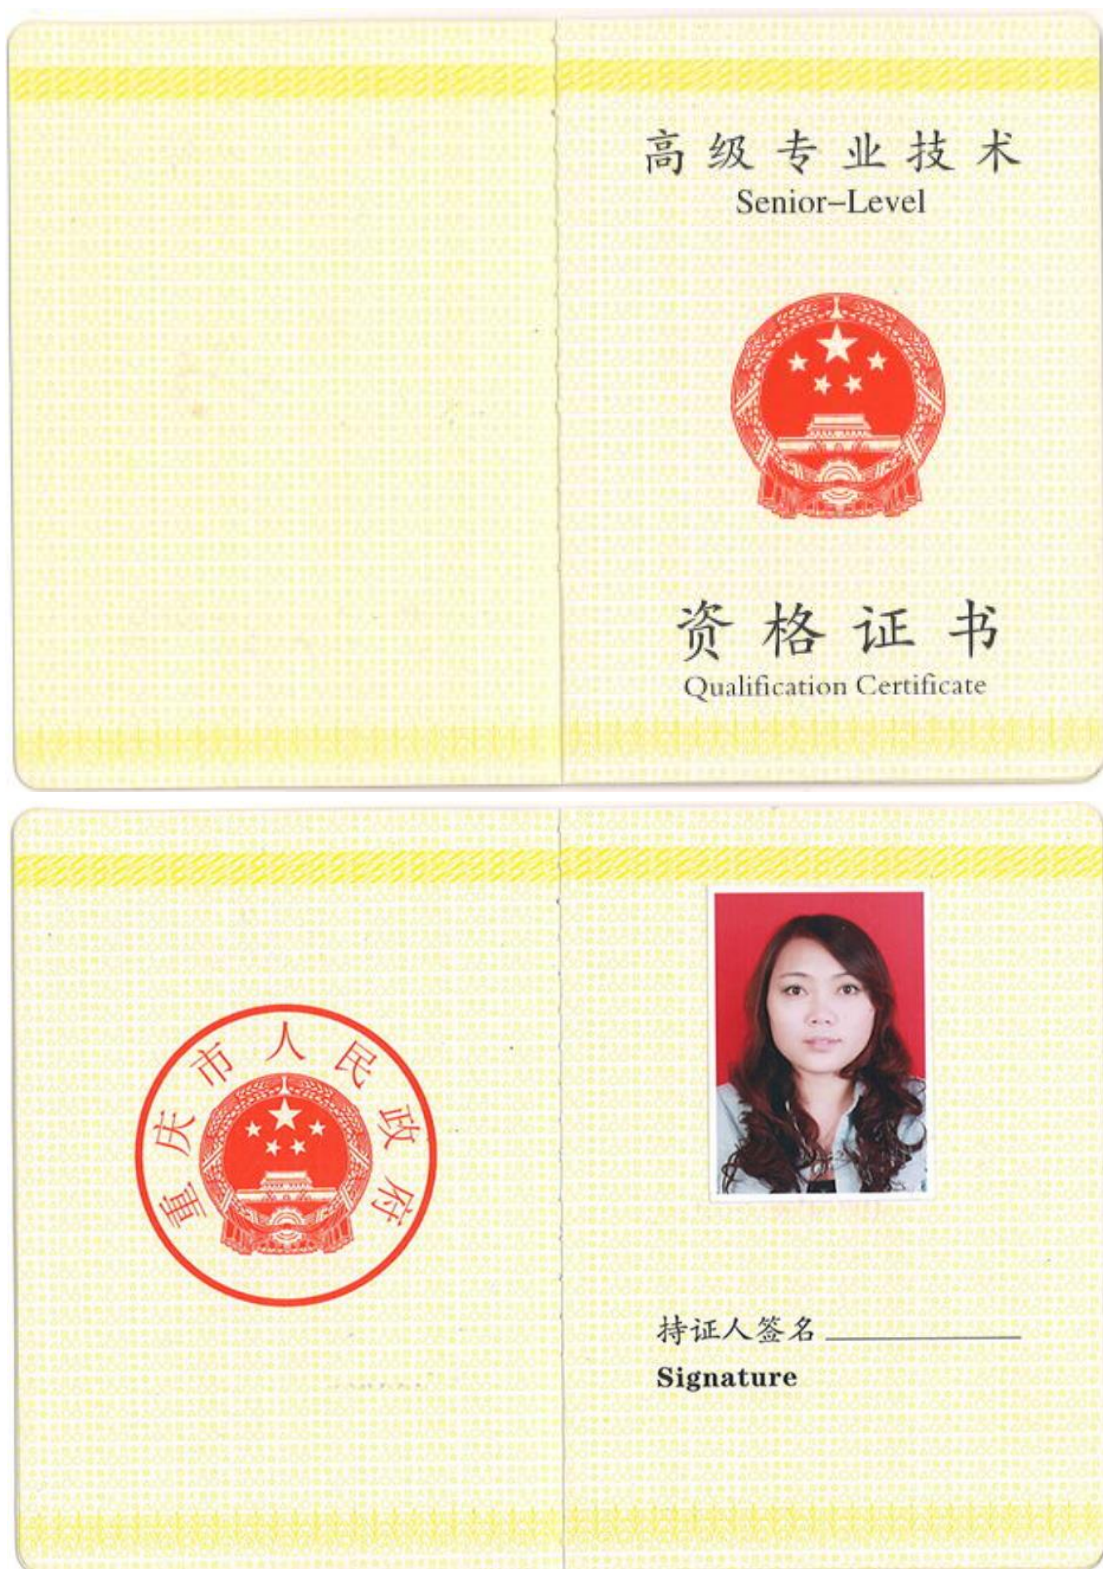 高级专业技术
Senior–Level
资格证书
Qualification Certificate
重庆市人民政府
持证人签名
Signature